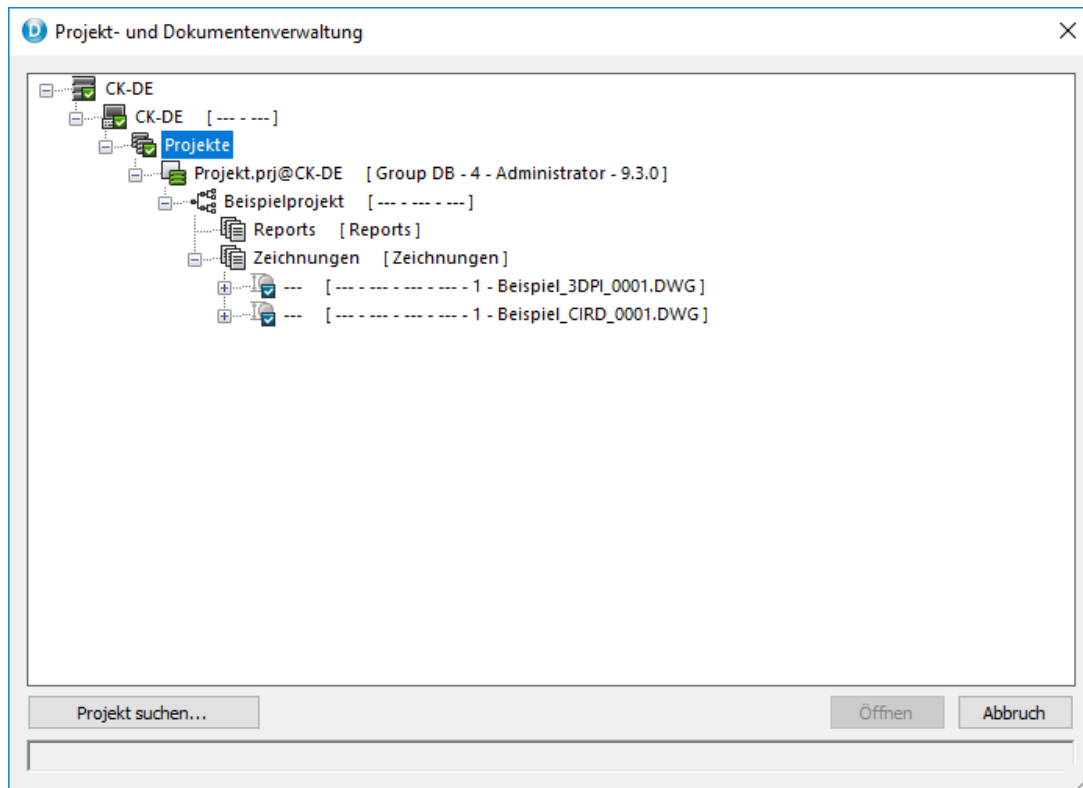 Projekt- und Dokumentenverwaltung
CK-DE
CK-DE [ --- - --- ]
Projekte
Projekt.prj@CK-DE [ Group DB - 4 - Administrator - 9.3.0 ]
Beispielprojekt [ --- - --- - --- ]
Reports [ Reports ]
Zeichnungen [ Zeichnungen ]
--- [ --- - --- - --- - --- - 1 - Beispiel_3DPI_0001.DWG ]
--- [ --- - --- - --- - --- - 1 - Beispiel_CIRD_0001.DWG ]
Projekt suchen... Öffnen Abbruch